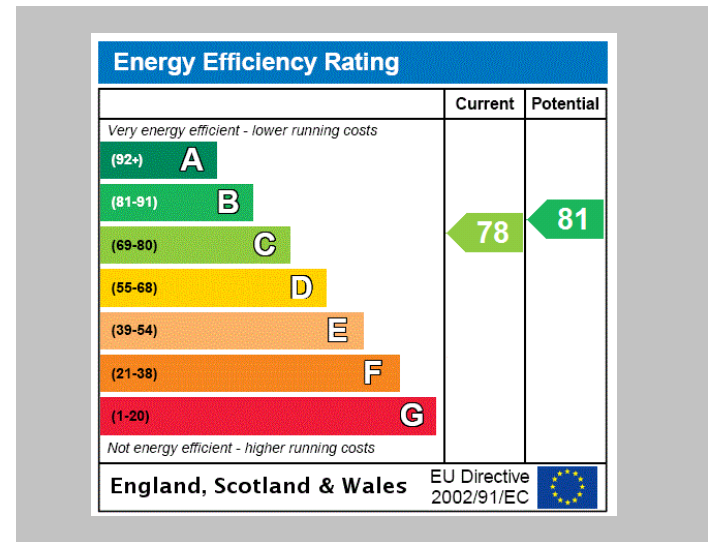 Energy Efficiency Rating
Current Potential
Very energy efficient - lower running costs
(92+) A
(81-91) B
(69-80) C
78
81
(55-68) D
(39-54) E
(21-38) F
(1-20) G
Not energy efficient - higher running costs
England, Scotland & Wales
EU Directive
2002/91/EC